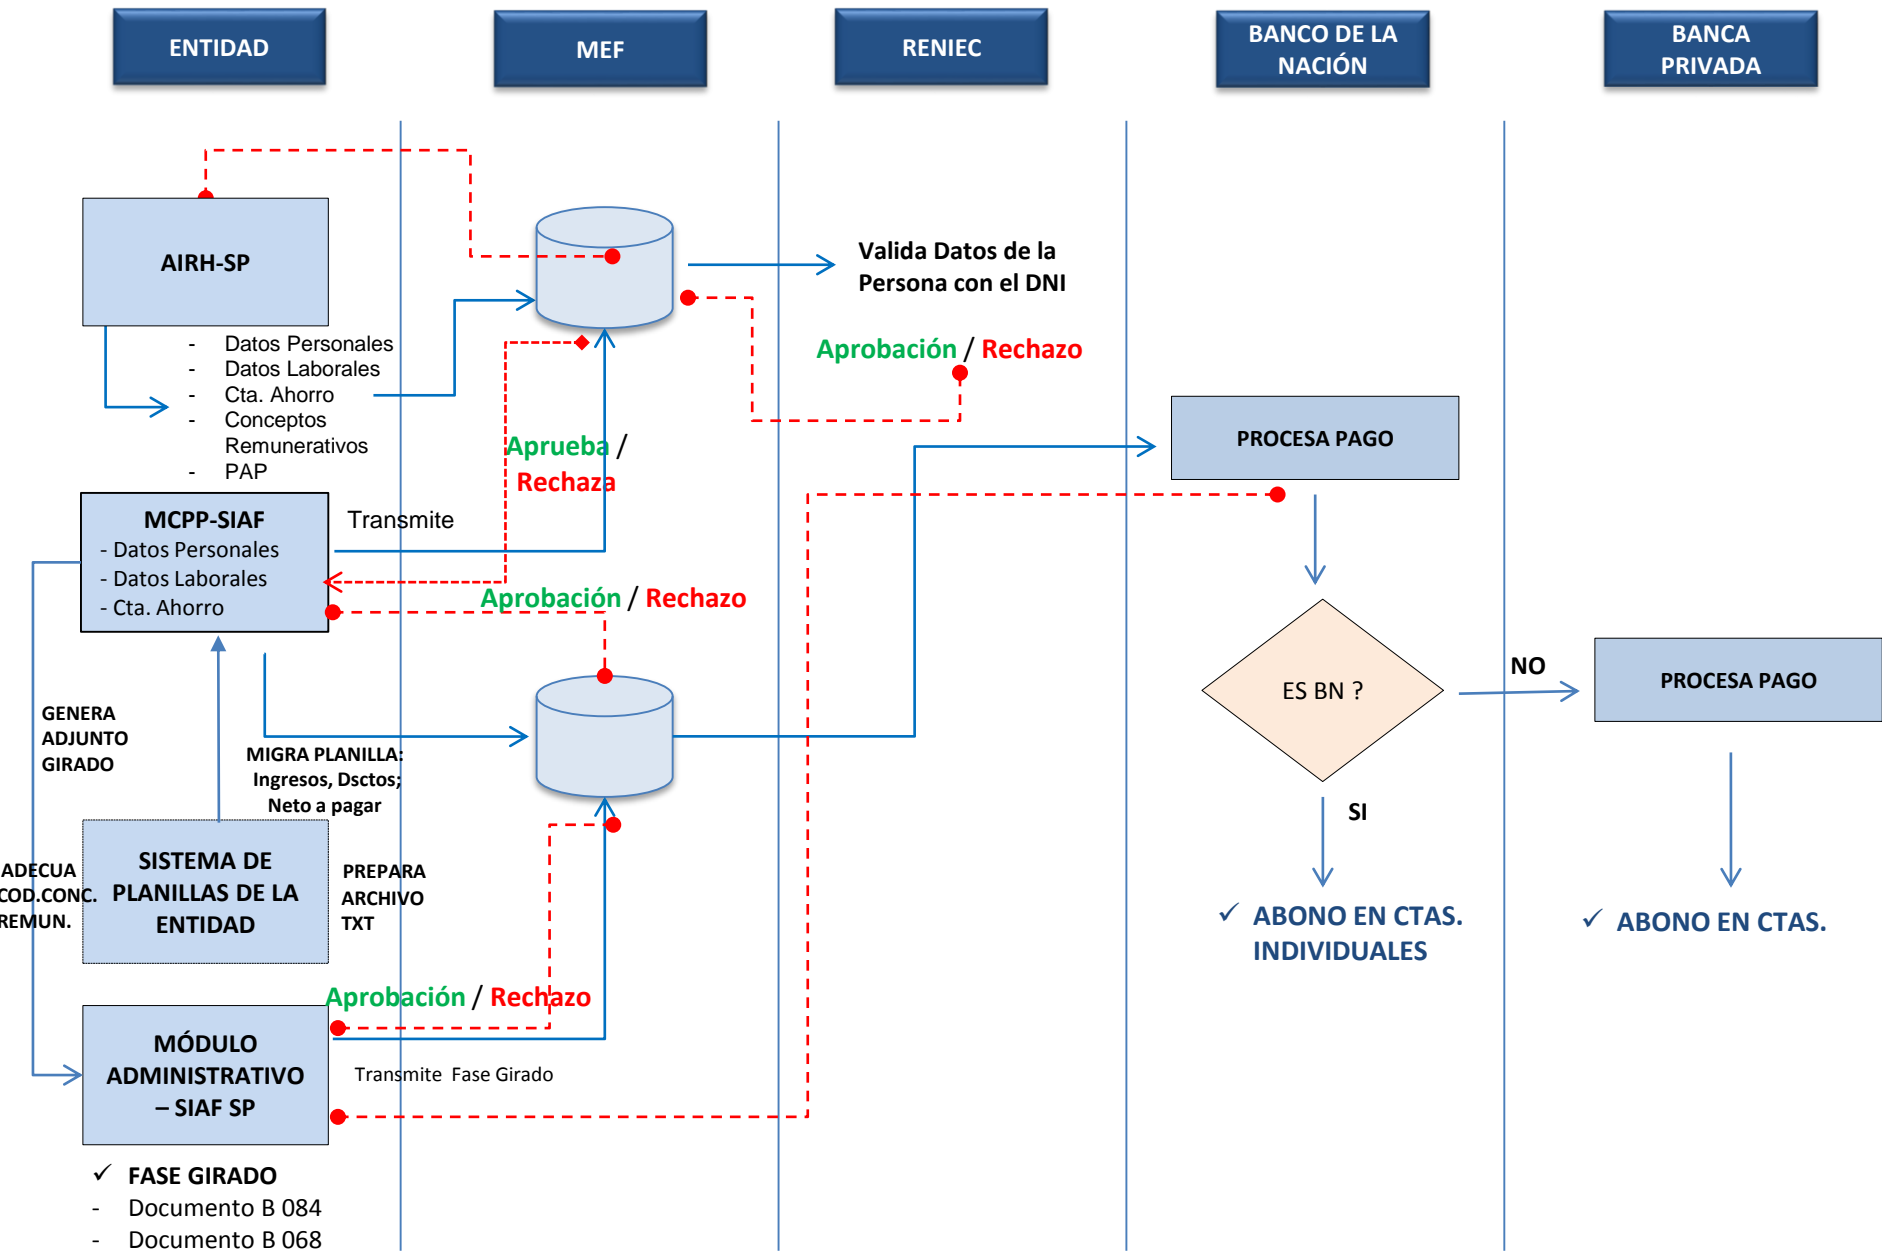 ENTIDAD
MEF
RENIEC
BANCO DE LA
NACIÓN
BANCA
PRIVADA
AIRH-SP
- Datos Personales
- Datos Laborales
- Cta. Ahorro
- Conceptos
Remunerativos
- PAP
Valida Datos de la
Persona con el DNI
Aprobación / Rechazo
Aprueba /
Rechaza
PROCESA PAGO
MCPP-SIAF
- Datos Personales
- Datos Laborales
- Cta. Ahorro
Transmite
Aprobación / Rechazo
GENERA
ADJUNTO
GIRADO
MIGRA PLANILLA:
Ingresos, Dsctos;
Neto a pagar
ES BN ?
NO
PROCESA PAGO
SI
ADECUA
COD.CONC.
REMUN.
SISTEMA DE
PLANILLAS DE LA
ENTIDAD
PREPARA
ARCHIVO
TXT
✓ ABONO EN CTAS.
INDIVIDUALES
✓ ABONO EN CTAS.
Aprobación / Rechazo
MÓDULO
ADMINISTRATIVO
– SIAF SP
Transmite Fase Girado
✓ FASE GIRADO
- Documento B 084
- Documento B 068